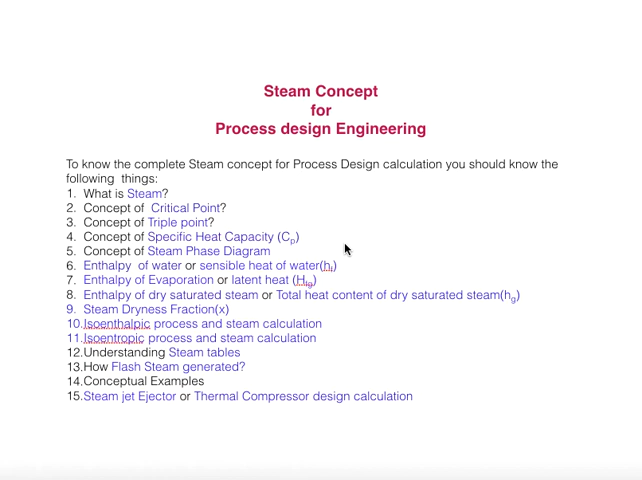 Steam Concept
for
Process design Engineering
To know the complete Steam concept for Process Design calculation you should know the
following things:
1. What is Steam?
2. Concept of Critical Point?
3. Concept of Triple point?
4. Concept of Specific Heat Capacity (Cp)
5. Concept of Steam Phase Diagram
6. Enthalpy of water or sensible heat of water(hf)
7. Enthalpy of Evaporation or latent heat (Hfg)
8. Enthalpy of dry saturated steam or Total heat content of dry saturated steam(hg)
9. Steam Dryness Fraction(x)
10.Isoenthalpic process and steam calculation
11.Isoentropic process and steam calculation
12.Understanding Steam tables
13.How Flash Steam generated?
14.Conceptual Examples
15.Steam jet Ejector or Thermal Compressor design calculation